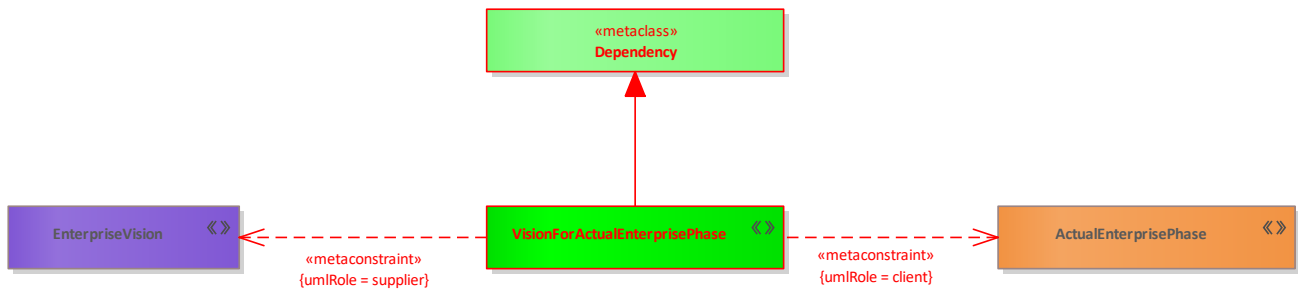 «metaclass»
Dependency
EnterpriseVision
«»
VisionForActualEnterprisePhase
«»
ActualEnterprisePhase
«»
«metaconstraint»
{umlRole = supplier}
«metaconstraint»
{umlRole = client}